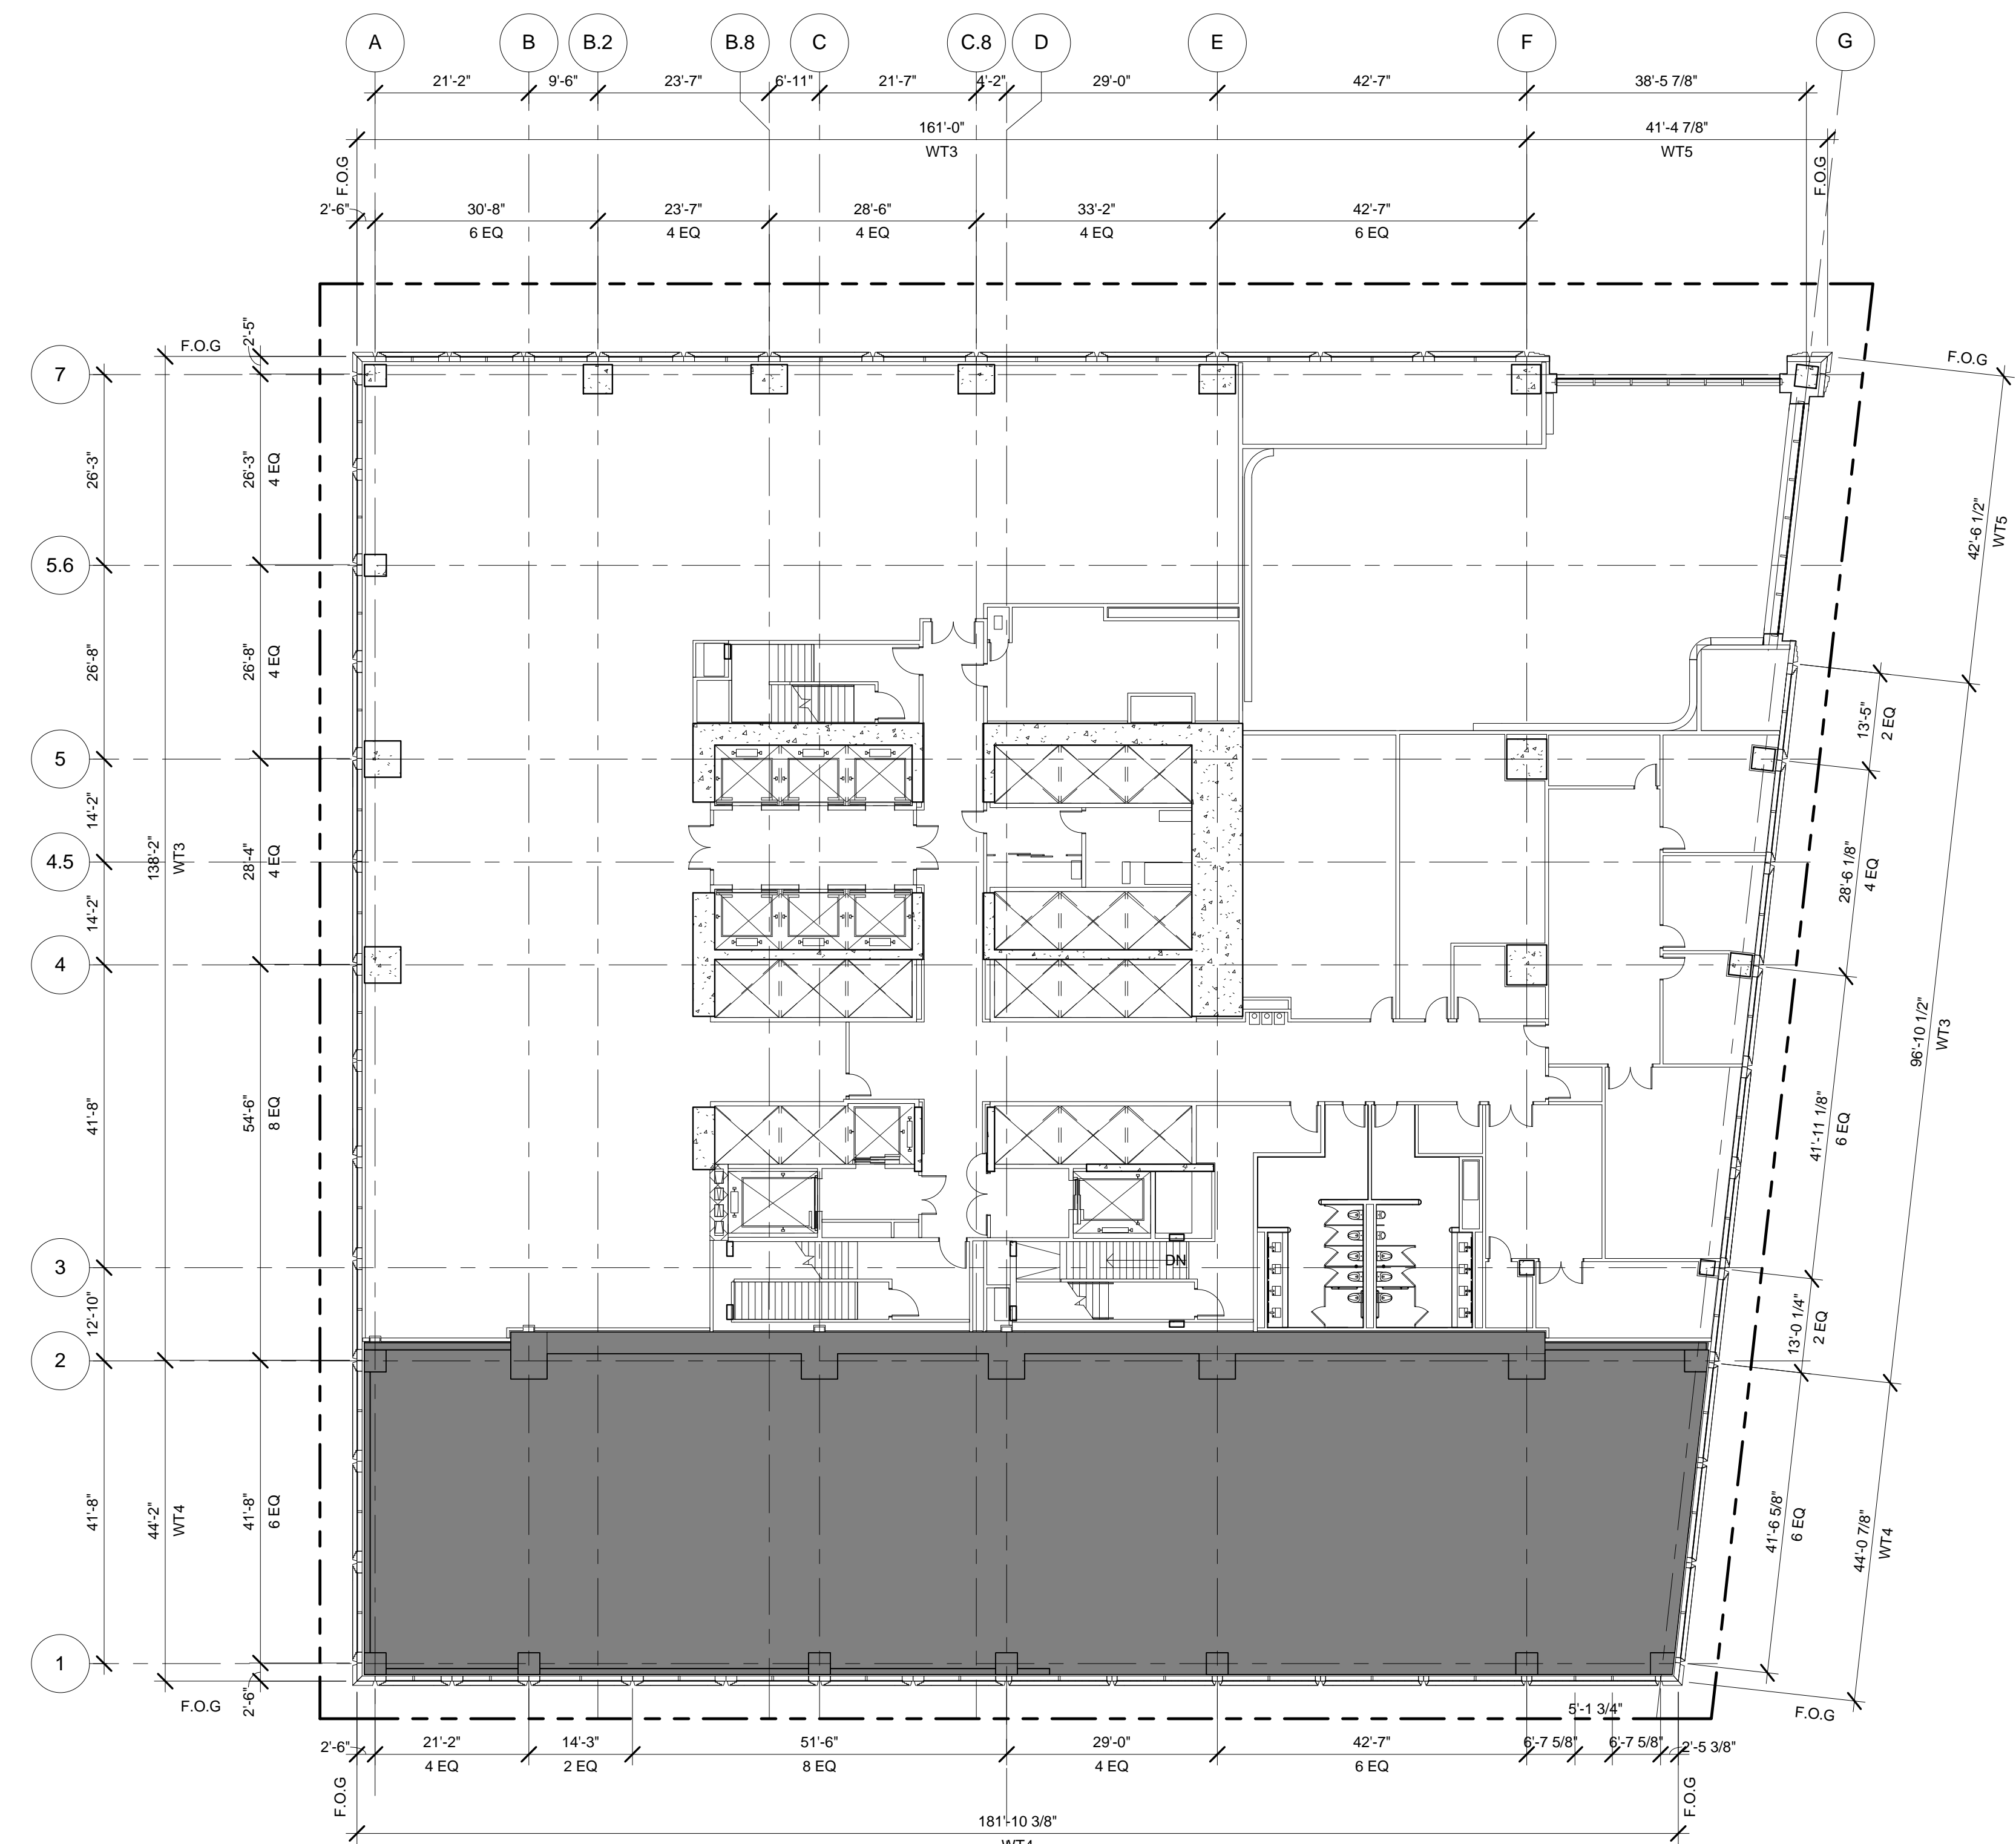 A B B.2 B.8 C C.8 D E F G
21'-2" 9'-6" 23'-7" 6'-11" 21'-7" 4'-2" 29'-0" 42'-7" 38'-5 7/8"
161'-0" 41'-4 7/8"
WT3 WT5
F.O.G F.O.G
2'-6" 30'-8" 23'-7" 28'-6" 33'-2" 42'-7"
6 EQ 4 EQ 4 EQ 4 EQ 6 EQ
F.O.G 2'-5" F.O.G
7
26'-3" 26'-3" 4 EQ
42'-6 1/2" WT5
5.6
26'-8" 26'-8" 4 EQ
13'-5" 2 EQ
5
14'-2"
138'-2" WT3 28'-4" 4 EQ
4.5
28'-6 1/8" 4 EQ
14'-2"
4
96'-10 1/2" WT3
41'-8" 54'-6" 8 EQ
41'-11 1/8" 6 EQ
DN
3
12'-10"
13'-0 1/4" 2 EQ
2
41'-8" 44'-2" WT4 41'-8" 6 EQ
41'-6 5/8" 6 EQ
44'-0 7/8" WT4
1
F.O.G 2'-6" F.O.G
5'-1 3/4"
2'-6" 21'-2" 14'-3" 51'-6" 29'-0" 42'-7" 6'-7 5/8" 6'-7 5/8" 2'-5 3/8"
4 EQ 2 EQ 8 EQ 4 EQ 6 EQ
F.O.G F.O.G
181'-10 3/8"
WT4